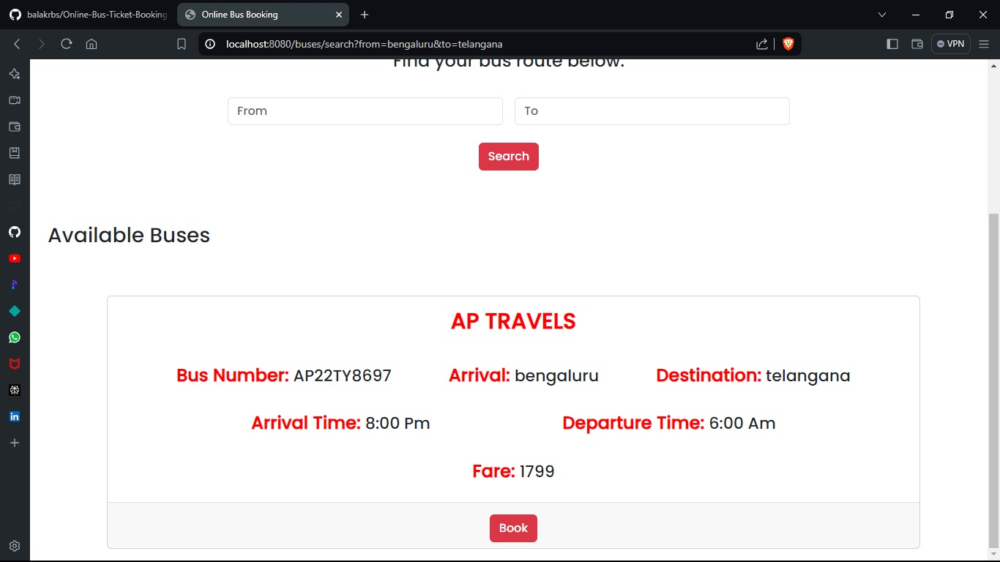 balakrbs/Online-Bus-Ticket-Booking
Online Bus Booking
localhost:8080/buses/search?from=bengaluru&to=telangana
VPN
Find your bus route below.
From
To
Search
Available Buses
AP TRAVELS
Bus Number: AP22TY8697
Arrival: bengaluru
Destination: telangana
Arrival Time: 8:00 Pm
Departure Time: 6:00 Am
Fare: 1799
Book